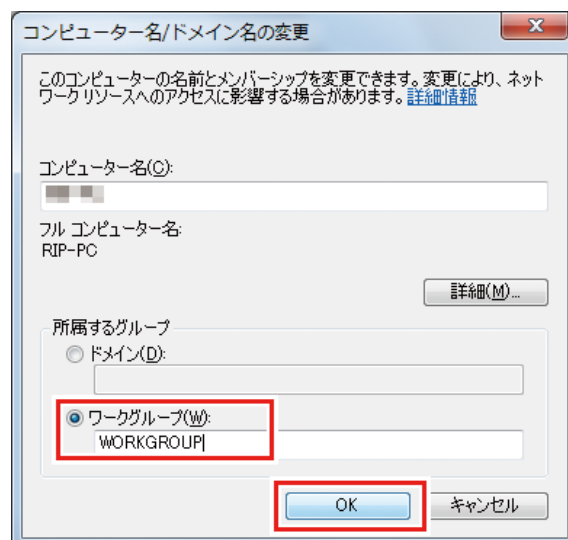 コンピューター名/ドメイン名の変更
このコンピューターの名前とメンバーシップを変更できます。変更により、ネット
ワーク リソースへのアクセスに影響する場合があります。詳細情報
コンピューター名(C):
フル コンピューター名:
RIP-PC
詳細(M)...
所属するグループ
ドメイン(D):
ワークグループ(W):
WORKGROUP
OK
キャンセル